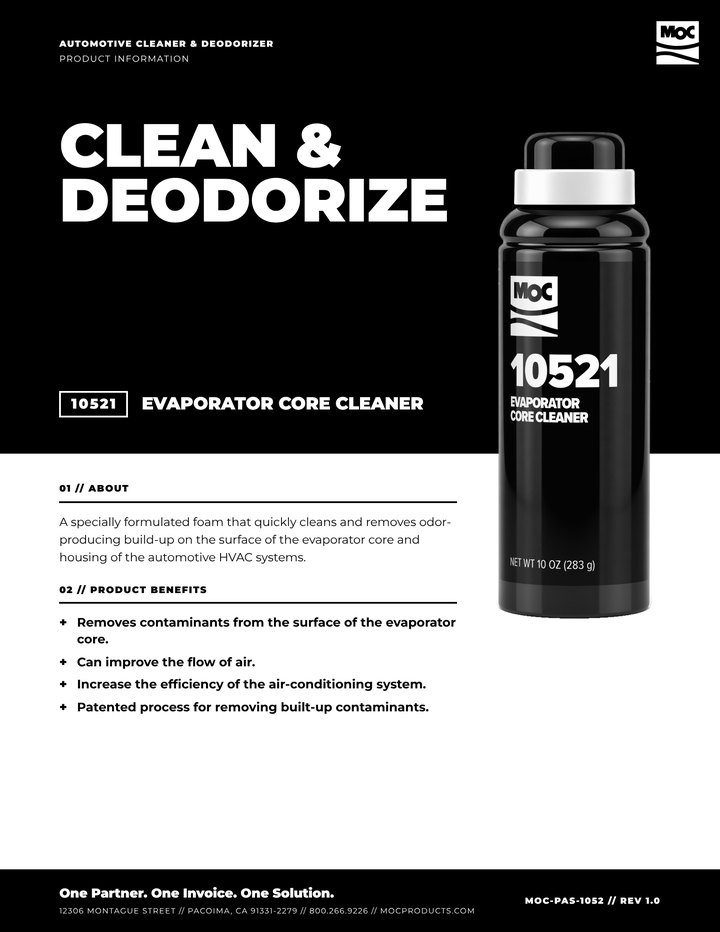 AUTOMOTIVE CLEANER & DEODORIZER
PRODUCT INFORMATION
MOC
CLEAN &
DEODORIZE
10521 EVAPORATOR CORE CLEANER
MOC
10521
EVAPORATOR
CORE CLEANER
NET WT 10 OZ (283 g)
01 // ABOUT
A specially formulated foam that quickly cleans and removes odor-
producing build-up on the surface of the evaporator core and
housing of the automotive HVAC systems.
02 // PRODUCT BENEFITS
+ Removes contaminants from the surface of the evaporator
core.
+ Can improve the flow of air.
+ Increase the efficiency of the air-conditioning system.
+ Patented process for removing built-up contaminants.
One Partner. One Invoice. One Solution.
12306 MONTAGUE STREET // PACOIMA, CA 91331-2279 // 800.266.9226 // MOCPRODUCTS.COM
MOC-PAS-1052 // REV 1.0